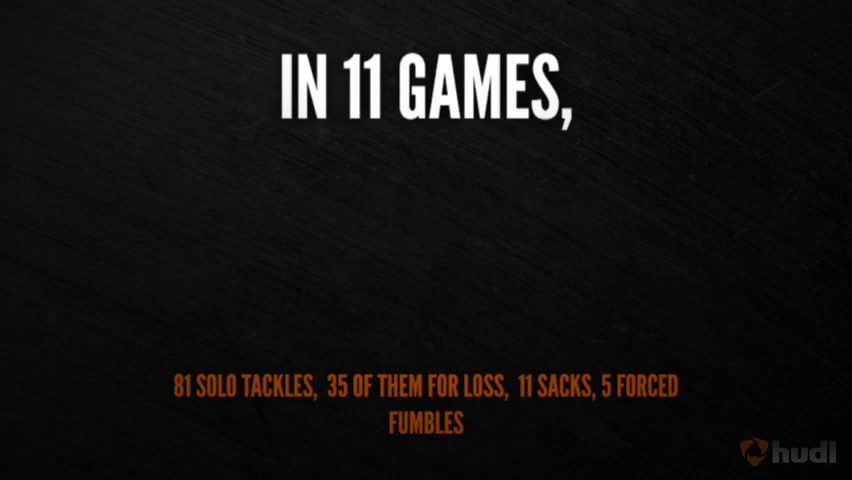 IN 11 GAMES,
81 SOLO TACKLES, 35 OF THEM FOR LOSS, 11 SACKS, 5 FORCED
FUMBLES
hudl